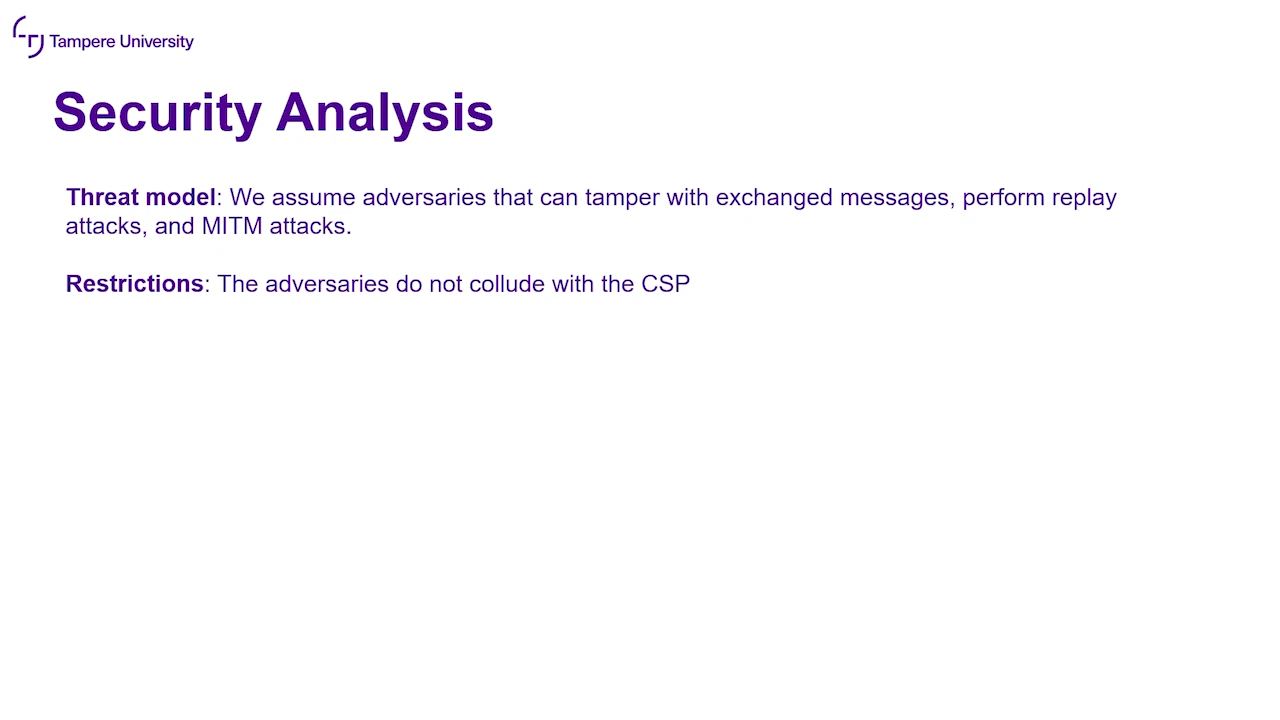 Tampere University
Security Analysis
Threat model: We assume adversaries that can tamper with exchanged messages, perform replay
attacks, and MITM attacks.
Restrictions: The adversaries do not collude with the CSP